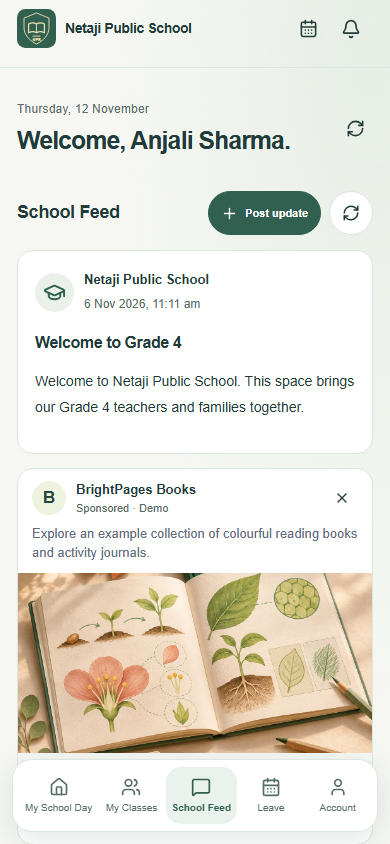 Netaji Public School
Thursday, 12 November
Welcome, Anjali Sharma.
School Feed
Post update
Netaji Public School
6 Nov 2026, 11:11 am
Welcome to Grade 4
Welcome to Netaji Public School. This space brings
our Grade 4 teachers and families together.
B
BrightPages Books
Sponsored · Demo
Explore an example collection of colourful reading books
and activity journals.
My School Day
My Classes
School Feed
Leave
Account